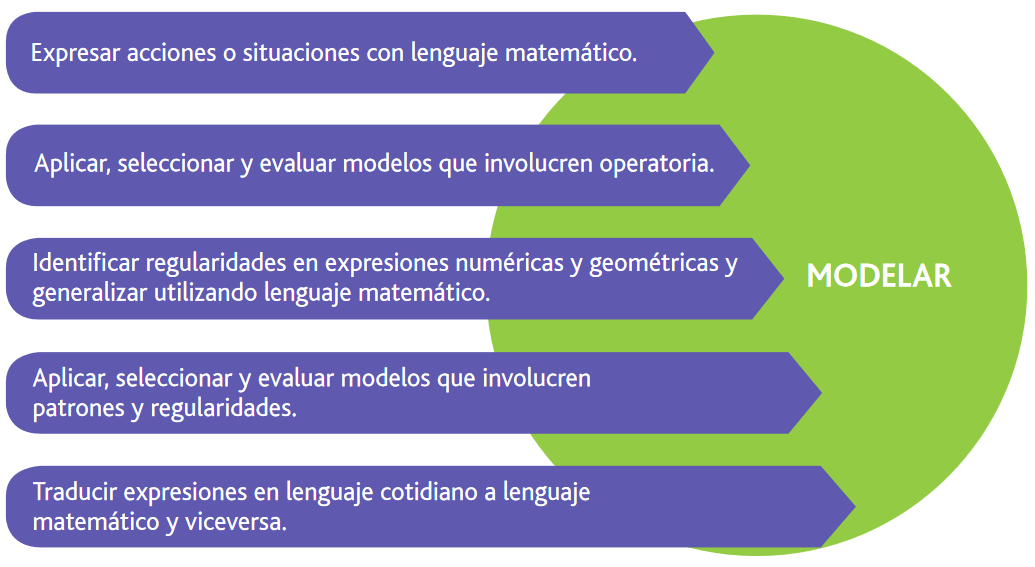 Expresar acciones o situaciones con lenguaje matemático.
Aplicar, seleccionar y evaluar modelos que involucren operatoria.
Identificar regularidades en expresiones numéricas y geométricas y
generalizar utilizando lenguaje matemático.
MODELAR
Aplicar, seleccionar y evaluar modelos que involucren
patrones y regularidades.
Traducir expresiones en lenguaje cotidiano a lenguaje
matemático y viceversa.